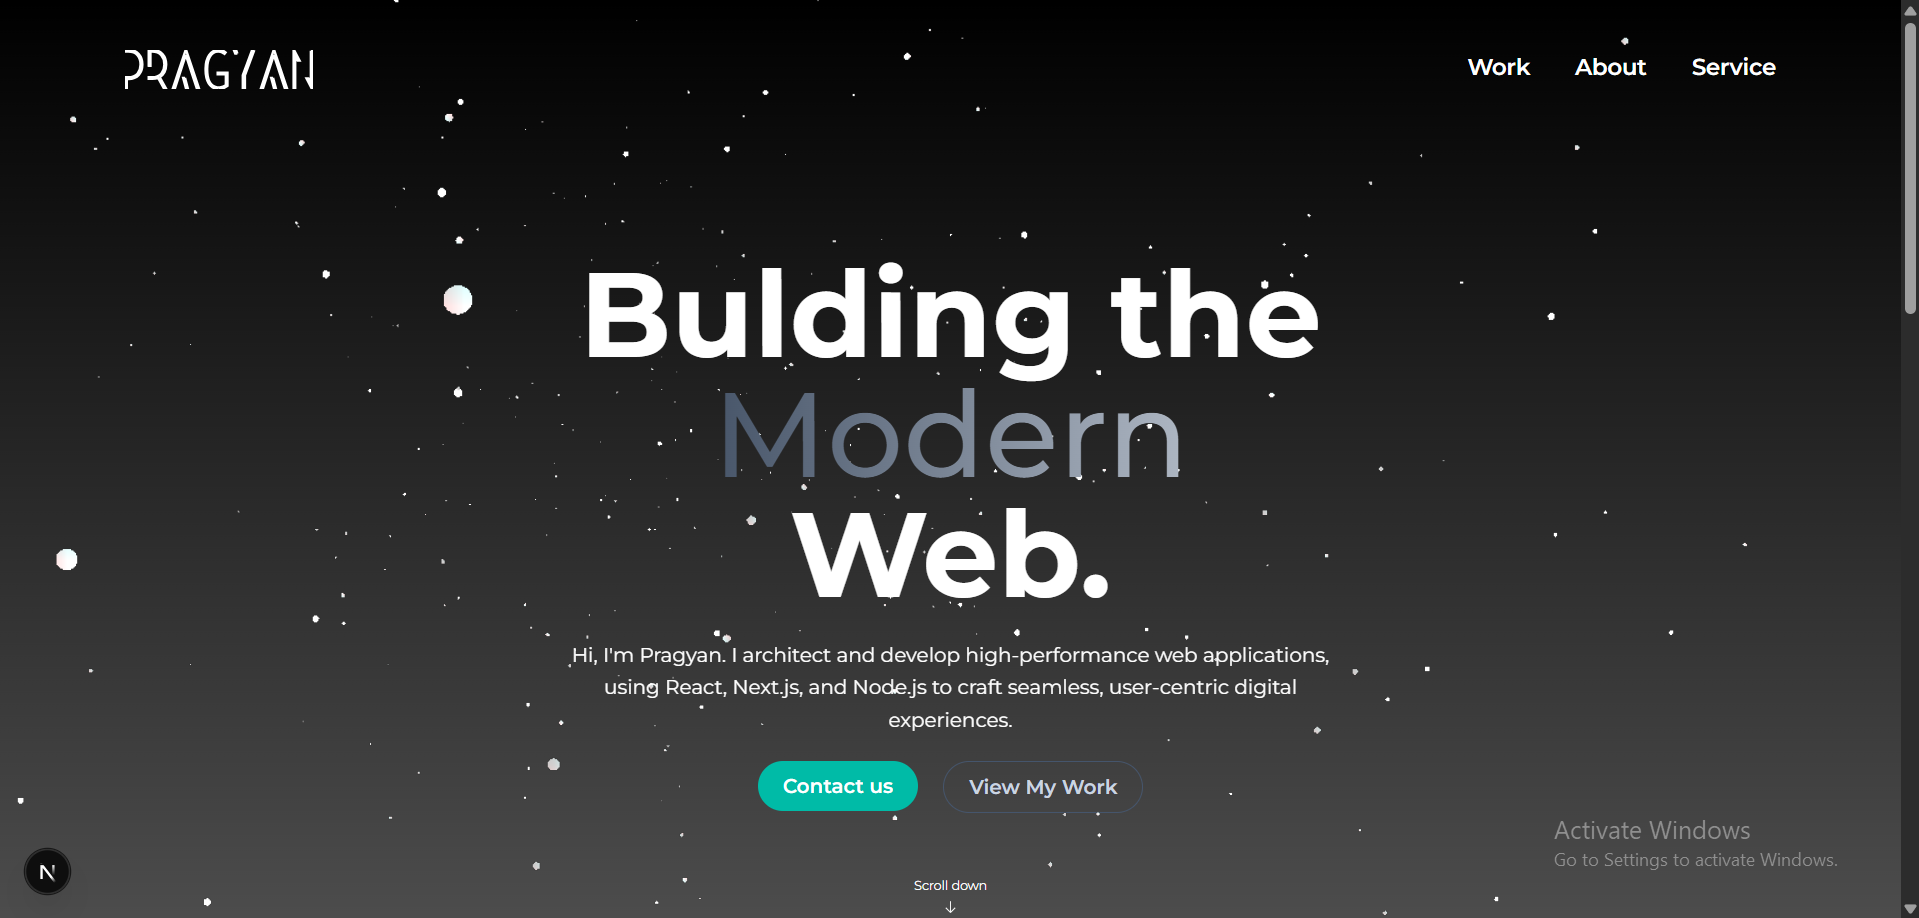 PRAGYAN
Work About Service
Bulding the
Modern
Web.
Hi, I'm Pragyan. I architect and develop high-performance web applications,
using React, Next.js, and Node.js to craft seamless, user-centric digital
experiences.
Contact us View My Work
Activate Windows
Go to Settings to activate Windows.
N
Scroll down